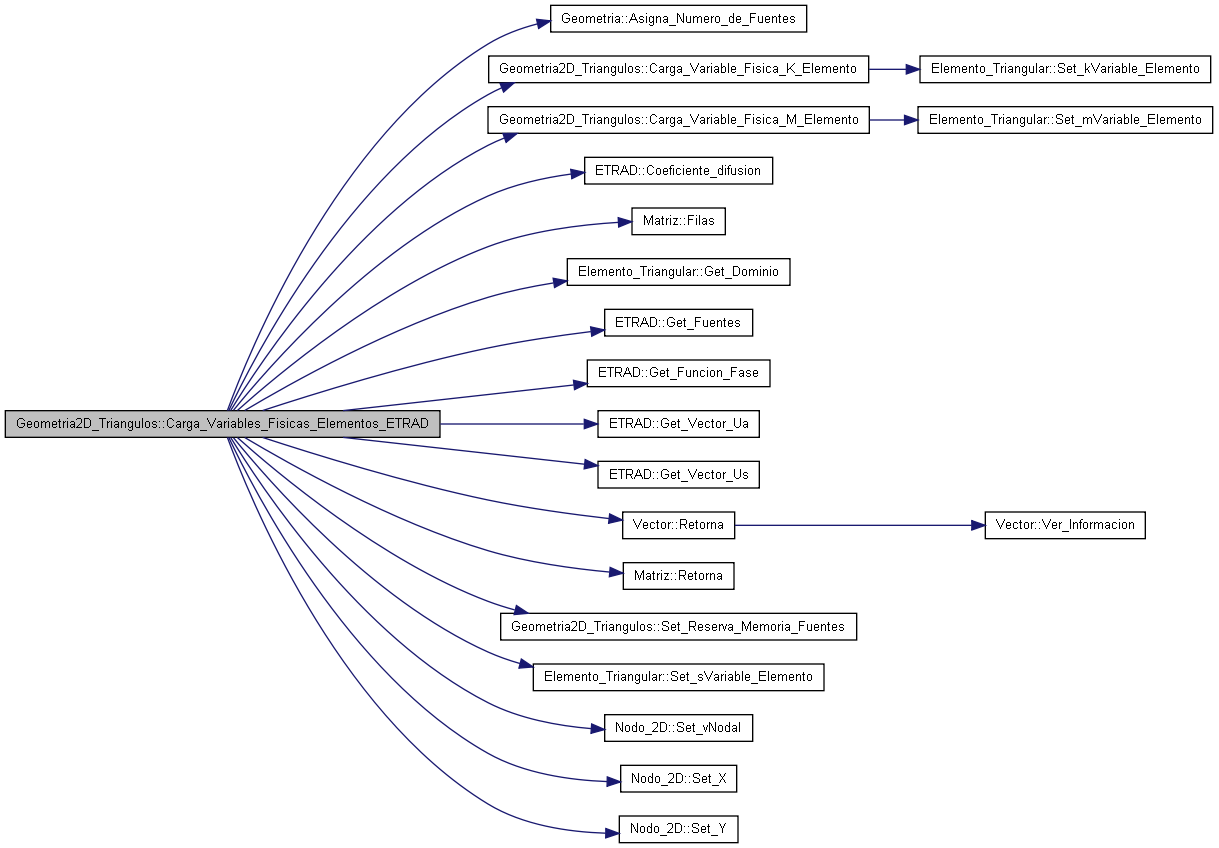 Geometria::Asigna_Numero_de_Fuentes
Geometria2D_Triangulos::Carga_Variable_Fisica_K_Elemento
Elemento_Triangular::Set_kVariable_Elemento
Geometria2D_Triangulos::Carga_Variable_Fisica_M_Elemento
Elemento_Triangular::Set_mVariable_Elemento
ETRAD::Coeficiente_difusion
Matriz::Filas
Elemento_Triangular::Get_Dominio
ETRAD::Get_Fuentes
ETRAD::Get_Funcion_Fase
Geometria2D_Triangulos::Carga_Variables_Fisicas_Elementos_ETRAD
ETRAD::Get_Vector_Ua
ETRAD::Get_Vector_Us
Vector::Retorna
Vector::Ver_Informacion
Matriz::Retorna
Geometria2D_Triangulos::Set_Reserva_Memoria_Fuentes
Elemento_Triangular::Set_sVariable_Elemento
Nodo_2D::Set_vNodal
Nodo_2D::Set_X
Nodo_2D::Set_Y